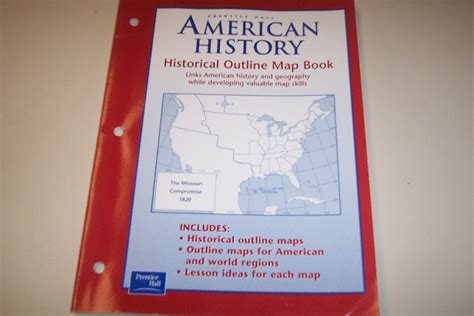 PRENTICE HALL
AMERICAN
HISTORY
Historical Outline Map Book
Links American history and geography
while developing valuable map skills
The Missouri
Compromise
1820
INCLUDES:
• Historical outline maps
• Outline maps for American
and world regions
• Lesson ideas for each map
Prentice
Hall